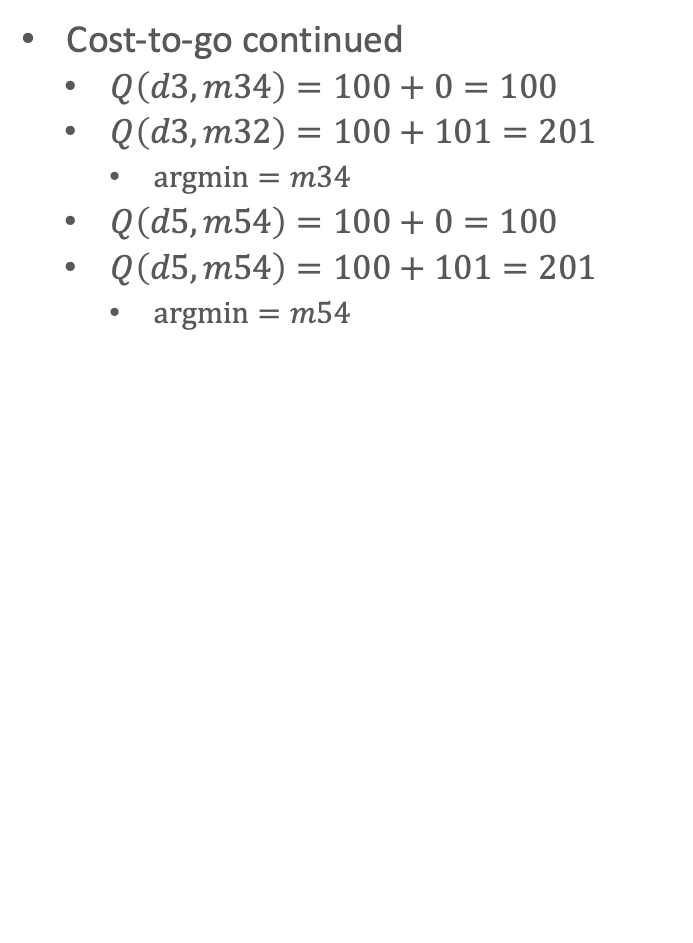 • Cost-to-go continued
• Q(d3, m34) = 100 + 0 = 100
• Q(d3, m32) = 100 + 101 = 201
• argmin = m34
• Q(d5, m54) = 100 + 0 = 100
• Q(d5, m54) = 100 + 101 = 201
• argmin = m54